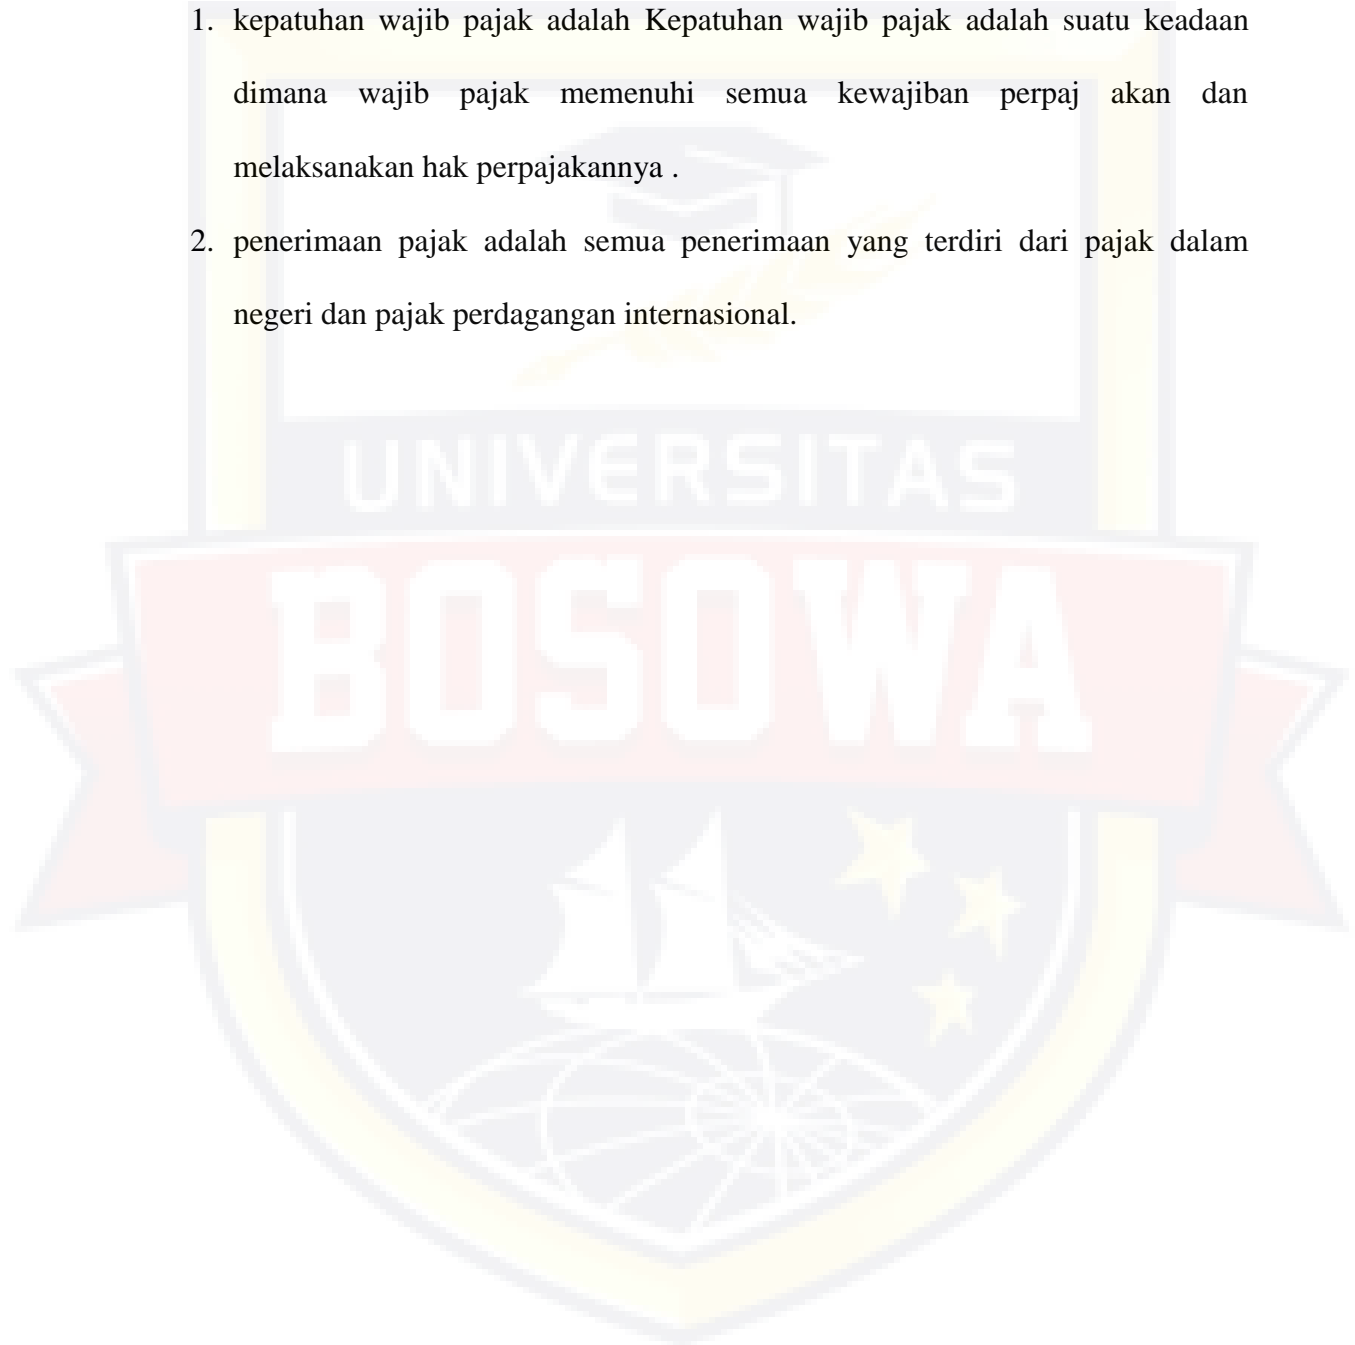 1. kepatuhan wajib pajak adalah Kepatuhan wajib pajak adalah suatu keadaan
dimana wajib pajak memenuhi semua kewajiban perpaj akan dan
melaksanakan hak perpajakannya .
2. penerimaan pajak adalah semua penerimaan yang terdiri dari pajak dalam
negeri dan pajak perdagangan internasional.
UNIVERSITAS
BOSOWA